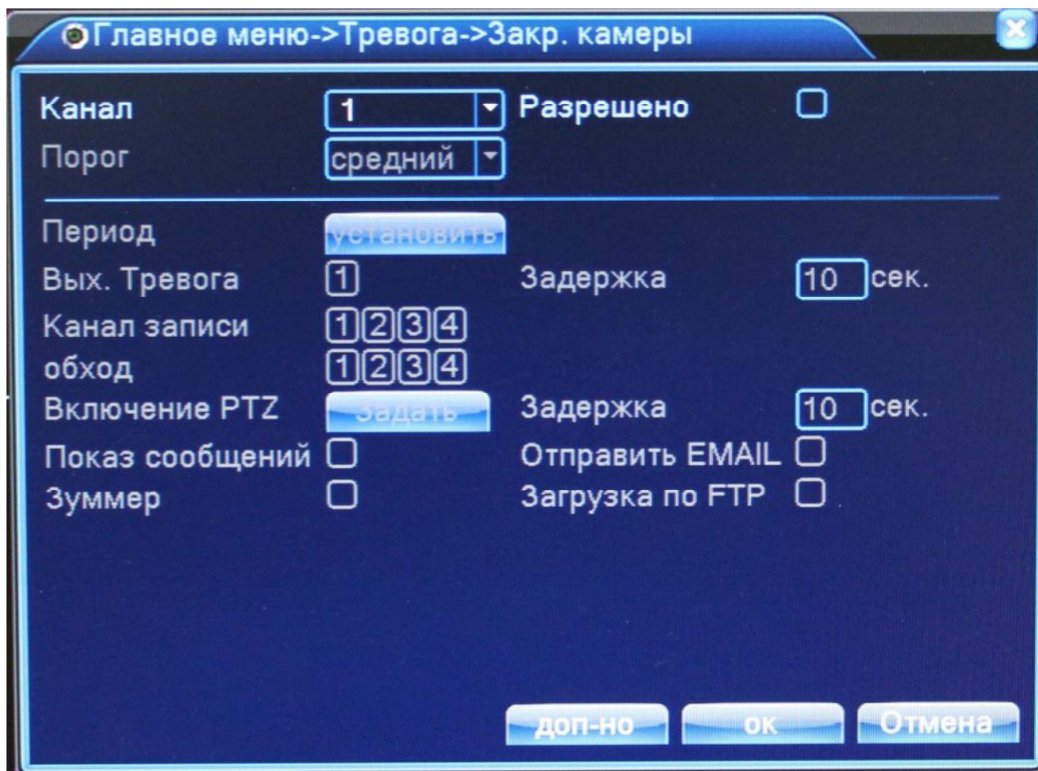 Главное меню->Тревога->Закр. камеры
Канал 1 Разрешено
Порог средний
Период установить
Вых. Тревога 1 Задержка 10 сек.
Канал записи 1 2 3 4
обход 1 2 3 4
Включение PTZ Задать Задержка 10 сек.
Показ сообщений Отправить EMAIL
Зуммер Загрузка по FTP
доп-но ок Отмена